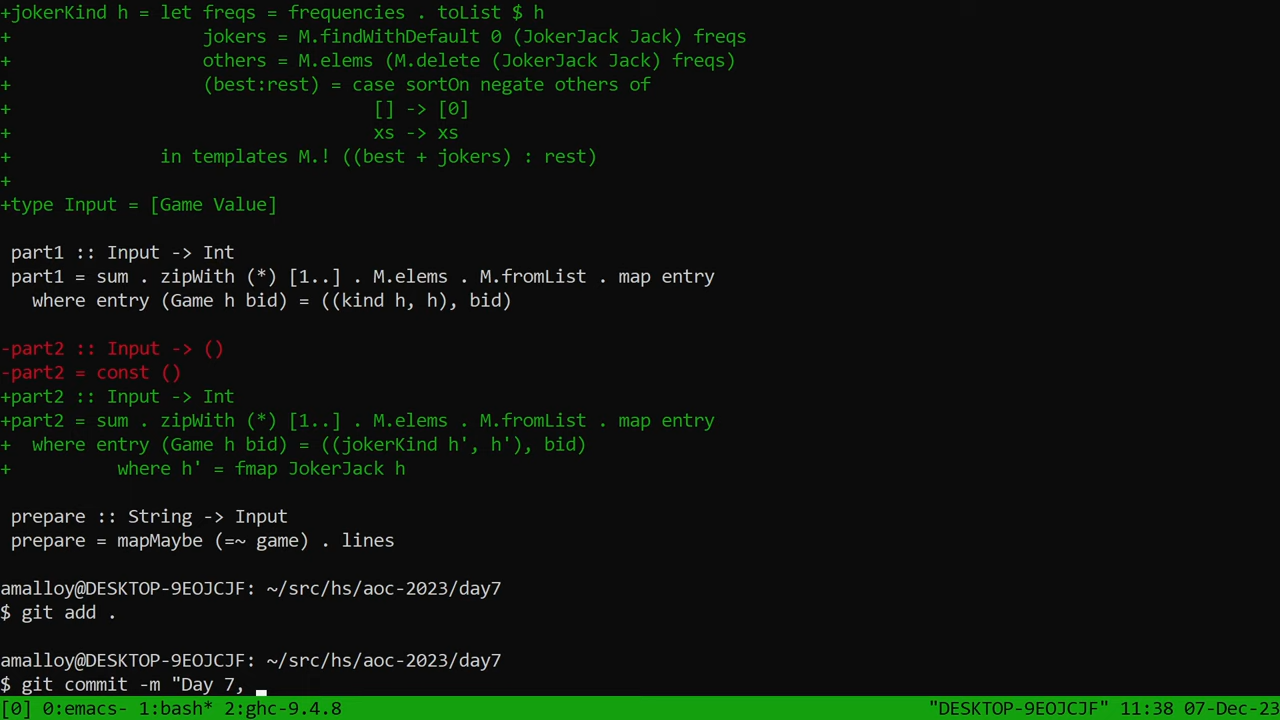 +jokerKind h = let freqs = frequencies . toList $ h
+                  jokers = M.findWithDefault 0 (JokerJack Jack) freqs
+                  others = M.elems (M.delete (JokerJack Jack) freqs)
+                  (best:rest) = case sortOn negate others of
+                                  [] -> [0]
+                                  xs -> xs
+              in templates M.! ((best + jokers) : rest)
+
+type Input = [Game Value]
 part1 :: Input -> Int
 part1 = sum . zipWith (*) [1..] . M.elems . M.fromList . map entry
   where entry (Game h bid) = ((kind h, h), bid)
-part2 :: Input -> ()
-part2 = const ()
+part2 :: Input -> Int
+part2 = sum . zipWith (*) [1..] . M.elems . M.fromList . map entry
+  where entry (Game h bid) = ((jokerKind h', h'), bid)
+          where h' = fmap JokerJack h
 prepare :: String -> Input
 prepare = mapMaybe (=~ game) . lines
amalloy@DESKTOP-9EOJCJF: ~/src/hs/aoc-2023/day7
$ git add .
amalloy@DESKTOP-9EOJCJF: ~/src/hs/aoc-2023/day7
$ git commit -m "Day 7,
[0] 0:emacs- 1:bash* 2:ghc-9.4.8 "DESKTOP-9EOJCJF" 11:38 07-Dec-23